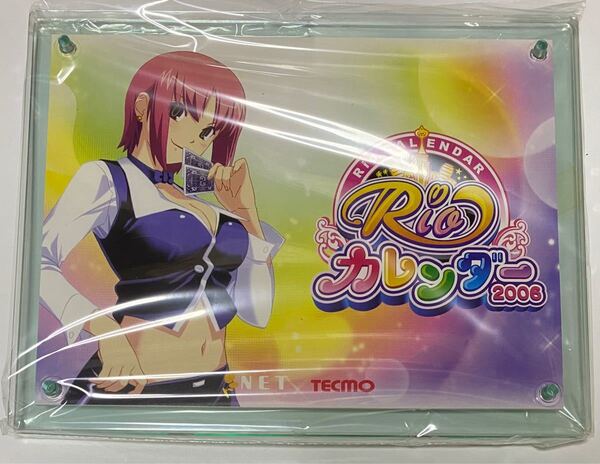 RIO CALENDAR
Rio
カレンダー
2006
NET TECMO